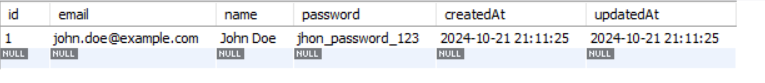 id email name password createdAt updatedAt
1 john.doe@example.com John Doe jhon_password_123 2024-10-21 21:11:25 2024-10-21 21:11:25
NULL NULL NULL NULL NULL NULL